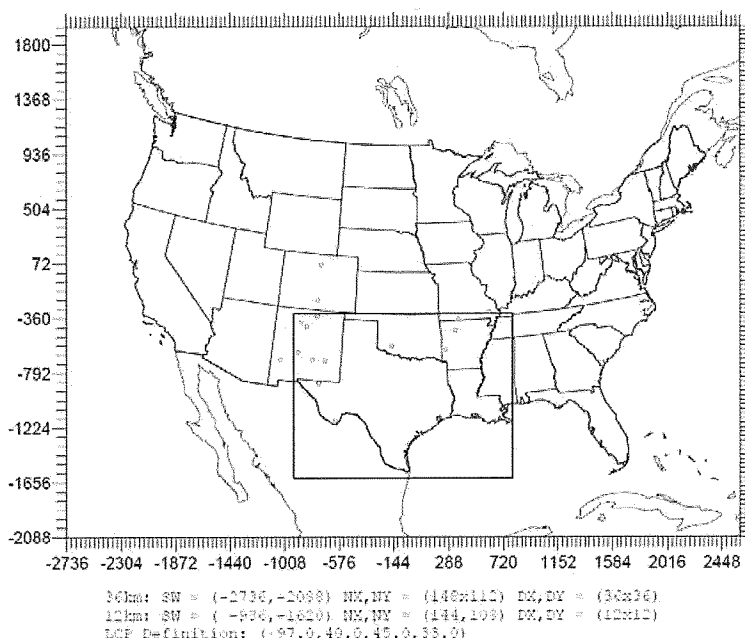 1800
1368
936
504
72
-360
-792
-1224
-1656
-2088
-2736 -2304 -1872 -1440 -1008 -576 -144 288 720 1152 1584 2016 2448
36km: SW = (-2736,-2088) NX,NY = (148x112) DX,DY = (36x36)
12km: SW = ( -936,-1620) NX,NY = (144,108) DX,DY = (12x12)
LCP Definition: (-97.0,40.0,45.0,33.0)